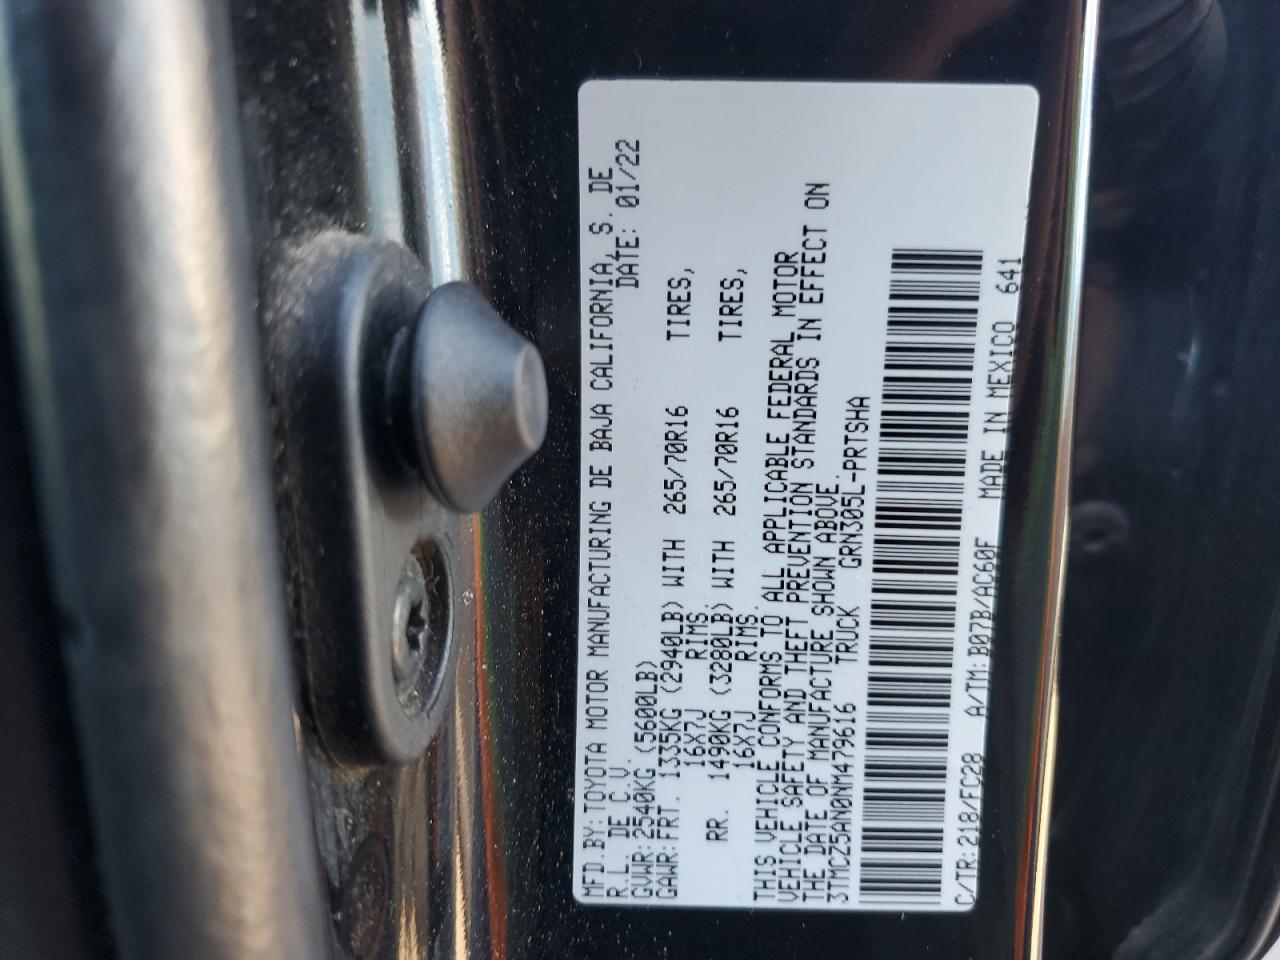 MFD.BY:TOYOTA MOTOR MANUFACTURING DE BAJA CALIFORNIA, S. DE
R.L. DE C.V. DATE: 01/22
GVWR:2540KG (5600LB)
GAWR:FRT. 1335KG (2940LB) WITH 265/70R16 TIRES,
16X7J RIMS.
RR. 1490KG (3280LB) WITH 265/70R16 TIRES,
16X7J RIMS.
THIS VEHICLE CONFORMS TO ALL APPLICABLE FEDERAL MOTOR
VEHICLE SAFETY AND THEFT PREVENTION STANDARDS IN EFFECT ON
THE DATE OF MANUFACTURE SHOWN ABOVE.
3TMCZ5AN0NM479616 TRUCK GRN305L-PRTSHA
C/TR:218/FC28 A/TM:B07B/AC60F MADE IN MEXICO 641